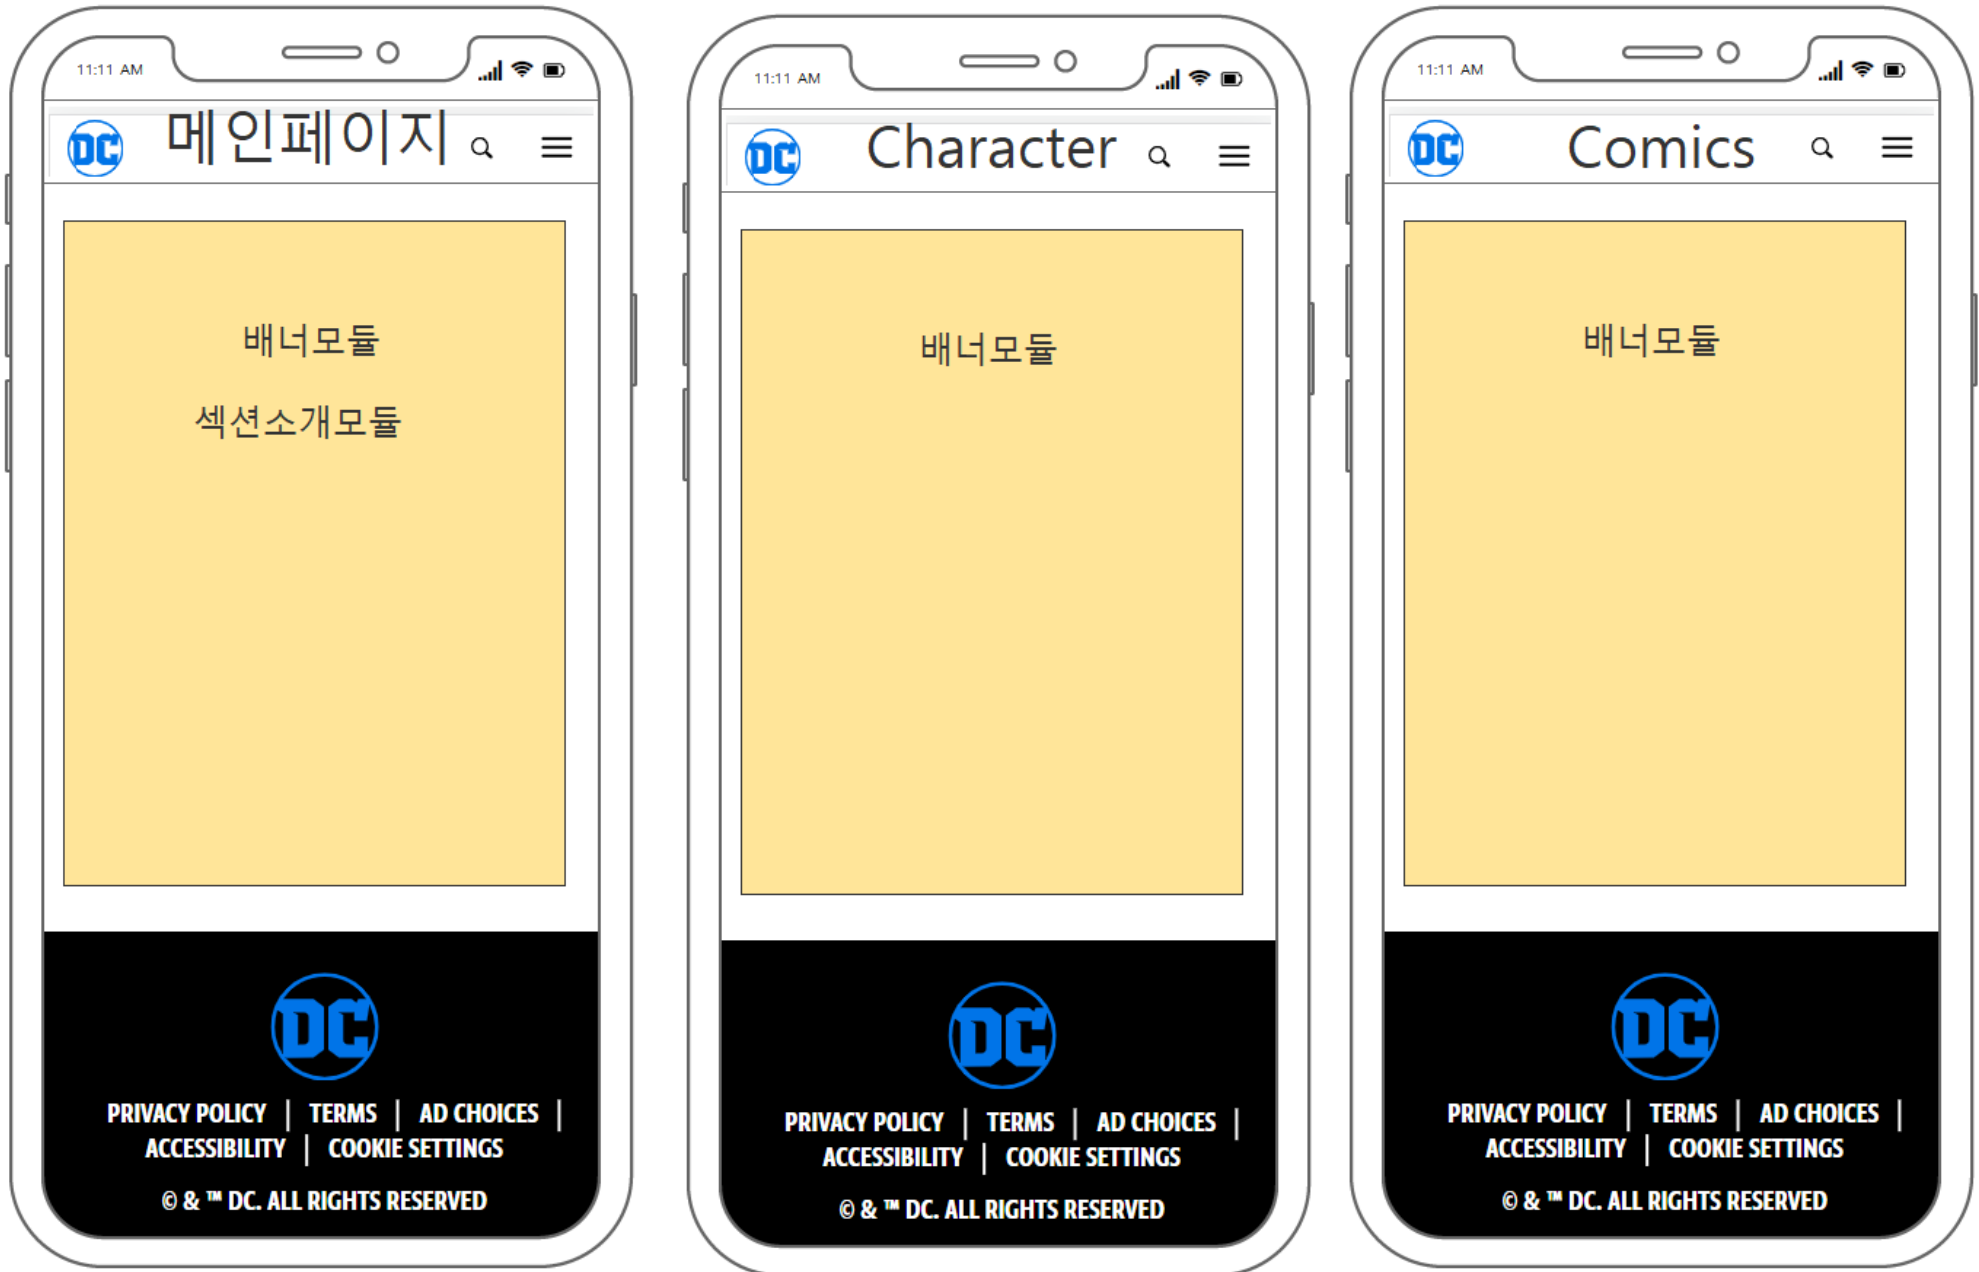 11:11 AM
DC 메인페이지
배너모듈
섹션소개모듈
DC
PRIVACY POLICY | TERMS | AD CHOICES |
ACCESSIBILITY | COOKIE SETTINGS
© & ™ DC. ALL RIGHTS RESERVED
11:11 AM
DC Character
배너모듈
DC
PRIVACY POLICY | TERMS | AD CHOICES |
ACCESSIBILITY | COOKIE SETTINGS
© & ™ DC. ALL RIGHTS RESERVED
11:11 AM
DC Comics
배너모듈
DC
PRIVACY POLICY | TERMS | AD CHOICES |
ACCESSIBILITY | COOKIE SETTINGS
© & ™ DC. ALL RIGHTS RESERVED